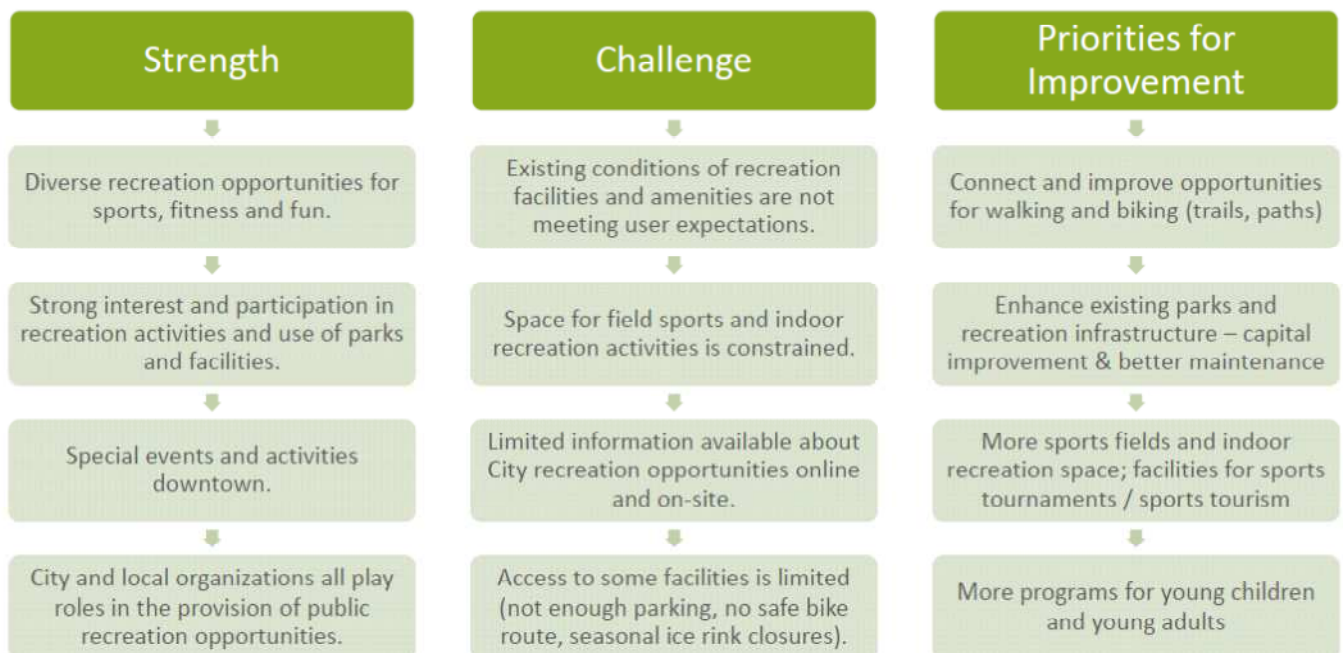 Strength
Diverse recreation opportunities for
sports, fitness and fun.
Strong interest and participation in
recreation activities and use of parks
and facilities.
Special events and activities
downtown.
City and local organizations all play
roles in the provision of public
recreation opportunities.
Challenge
Existing conditions of recreation
facilities and amenities are not
meeting user expectations.
Space for field sports and indoor
recreation activities is constrained.
Limited information available about
City recreation opportunities online
and on-site.
Access to some facilities is limited
(not enough parking, no safe bike
route, seasonal ice rink closures).
Priorities for
Improvement
Connect and improve opportunities
for walking and biking (trails, paths)
Enhance existing parks and
recreation infrastructure – capital
improvement & better maintenance
More sports fields and indoor
recreation space; facilities for sports
tournaments / sports tourism
More programs for young children
and young adults